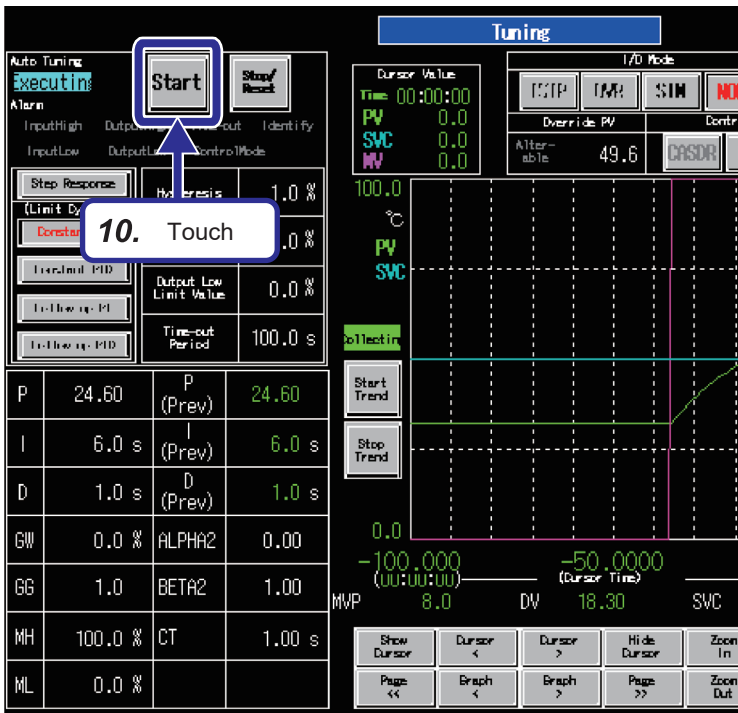 Tuning
Auto Tuning
Executin
Start
Stop/
Reset
Alarm
InputHigh
Identify
InputLow
Step Response
Hysteresis
1.0 %
10. Touch
.0 %
Output Low
Limit Value
0.0 %
Time-out
Period
100.0 s
P
24.60
P
(Prev)
24.60
I
6.0 s
I
(Prev)
6.0 s
D
1.0 s
D
(Prev)
1.0 s
GW
0.0 %
ALPHA2
0.00
GG
1.0
BETA2
1.00
MH
100.0 %
CT
1.00 s
ML
0.0 %
Cursor Value
Time 00:00:00
PV 0.0
SVC 0.0
MV 0.0
I/O Mode
OVR
SIM
NO
Override PV
Contr
Alter-
able
49.6
CASDR
100.0
℃
PV
SVC
Collectin
Start
Trend
Stop
Trend
0.0
-100.000
-50.0000
(00:00:00)
(Cursor Time)
MVP
8.0
DV
18.30
SVC
Show
Cursor
Cursor
<
Cursor
>
Hide
Cursor
Zoom
In
Page
<<
Graph
<
Graph
>
Page
>>
Zoom
Out